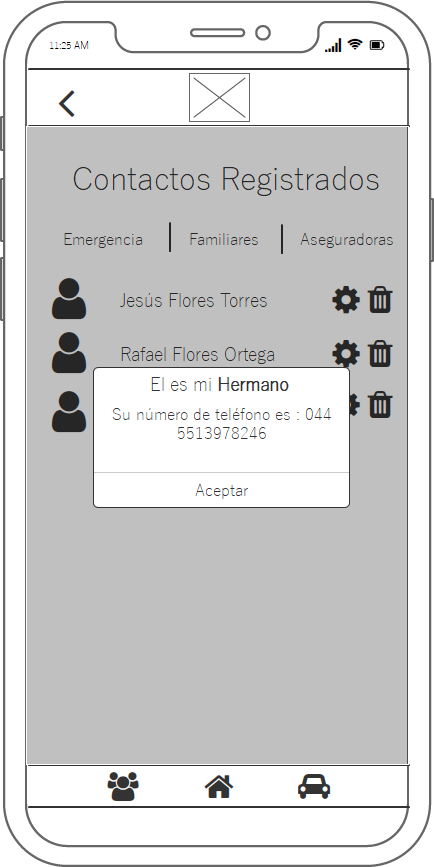 11:25 AM
Contactos Registrados
Emergencia
Familiares
Aseguradoras
Jesús Flores Torres
Rafael Flores Ortega
El es mi Hermano
Su número de teléfono es : 044
5513978246
Aceptar